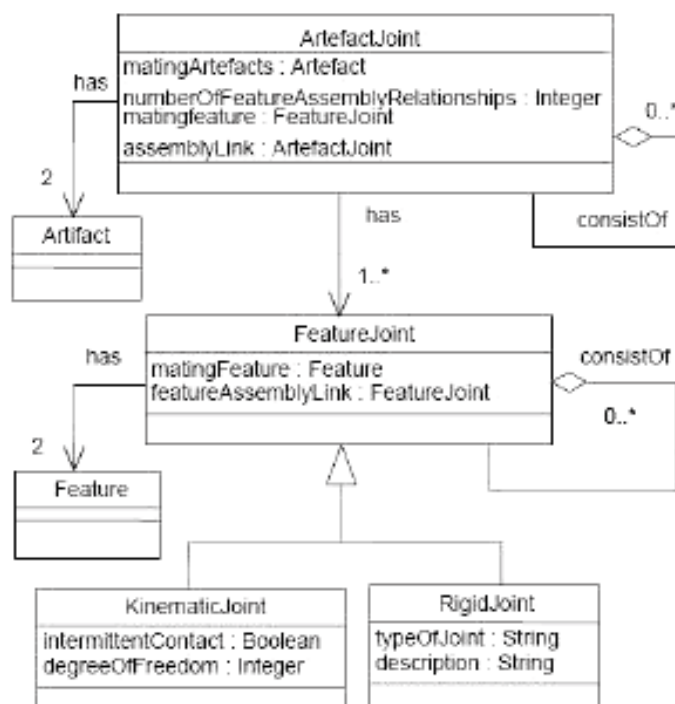 ArtefactJoint
matingArtefacts : Artefact
numberOfFeatureAssemblyRelationships : Integer
matingfeature : FeatureJoint
assemblyLink : ArtefactJoint
has
0..*
2
Artifact
has
consistOf
1..*
FeatureJoint
matingFeature : Feature
featureAssemblyLink : FeatureJoint
has
consistOf
0..*
2
Feature
KinematicJoint
intermittentContact : Boolean
degreeOfFreedom : Integer
RigidJoint
typeOfJoint : String
description : String